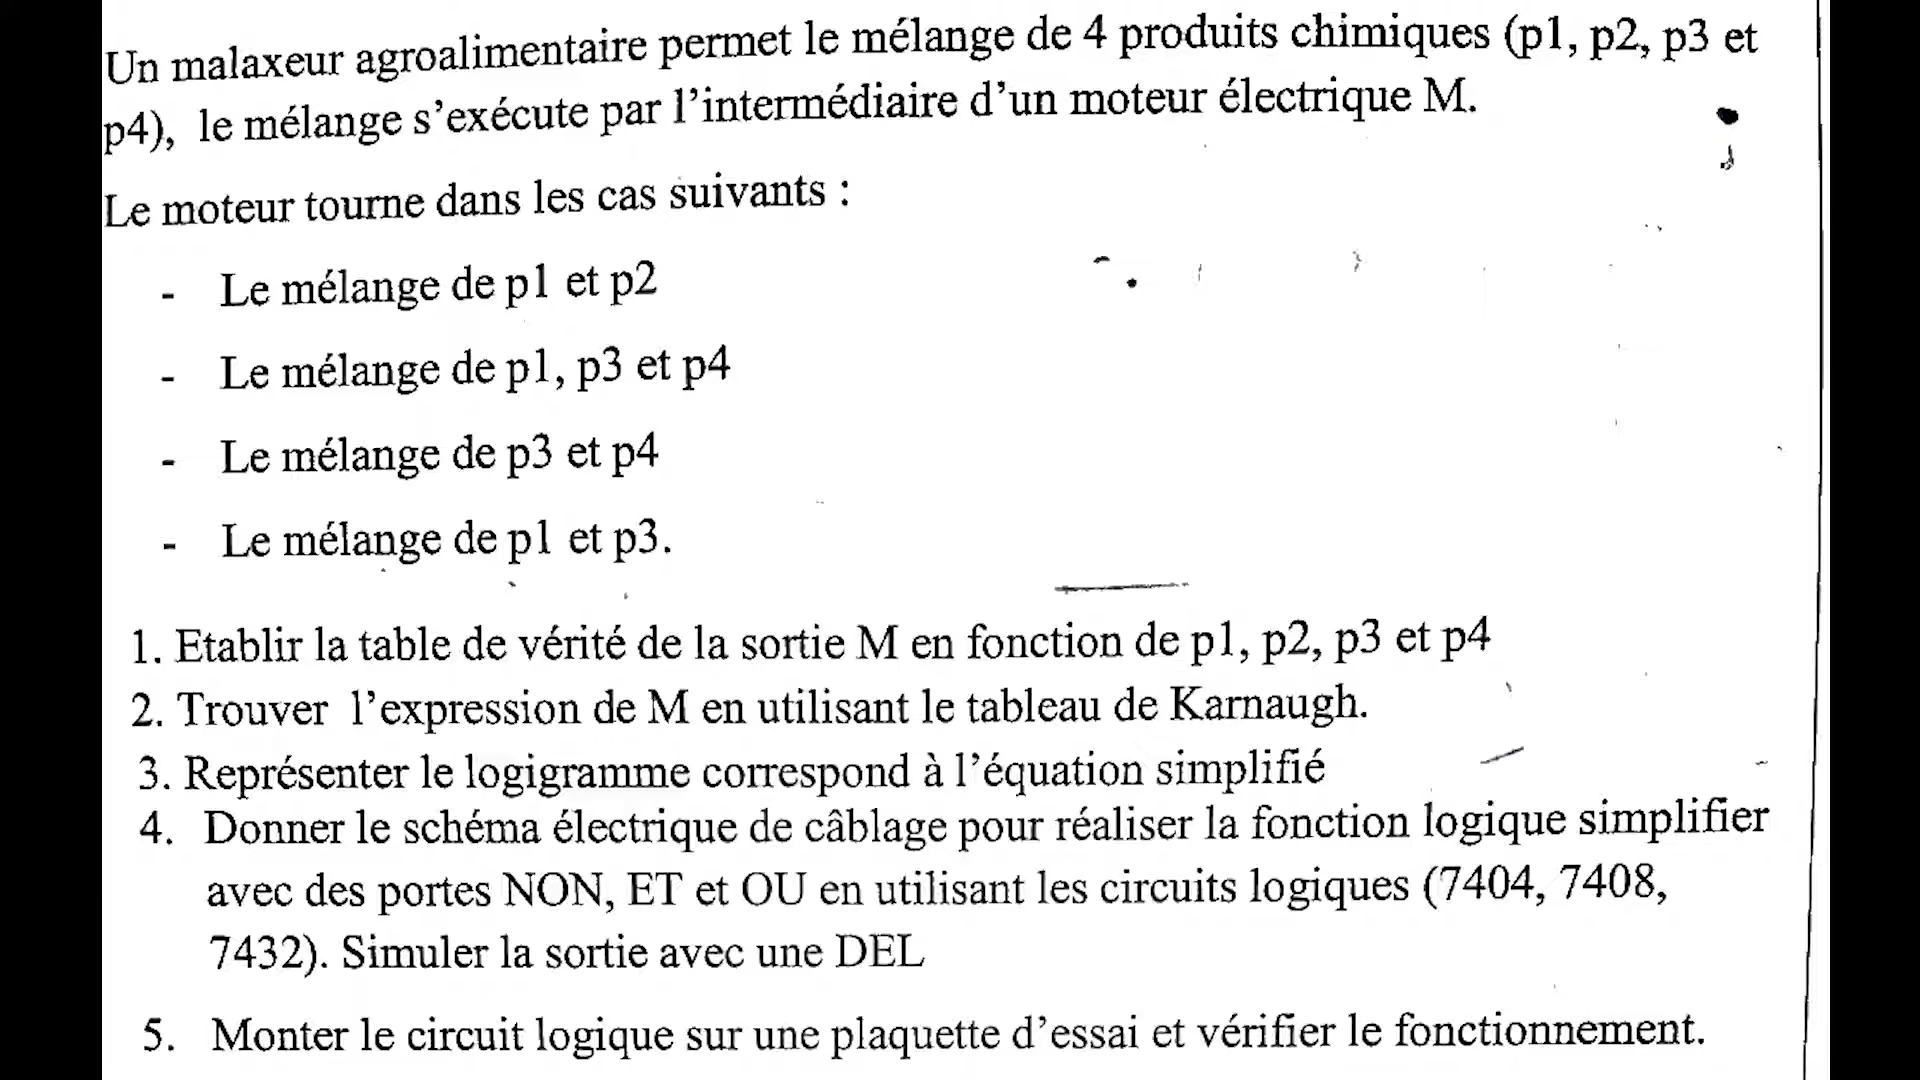 Un malaxeur agroalimentaire permet le mélange de 4 produits chimiques (p1, p2, p3 et
p4), le mélange s'exécute par l'intermédiaire d'un moteur électrique M.
Le moteur tourne dans les cas suivants :
- Le mélange de p1 et p2
- Le mélange de p1, p3 et p4
- Le mélange de p3 et p4
- Le mélange de p1 et p3.
1. Etablir la table de vérité de la sortie M en fonction de p1, p2, p3 et p4
2. Trouver l'expression de M en utilisant le tableau de Karnaugh.
3. Représenter le logigramme correspond à l'équation simplifié
4. Donner le schéma électrique de câblage pour réaliser la fonction logique simplifier
avec des portes NON, ET et OU en utilisant les circuits logiques (7404, 7408,
7432). Simuler la sortie avec une DEL
5. Monter le circuit logique sur une plaquette d'essai et vérifier le fonctionnement.